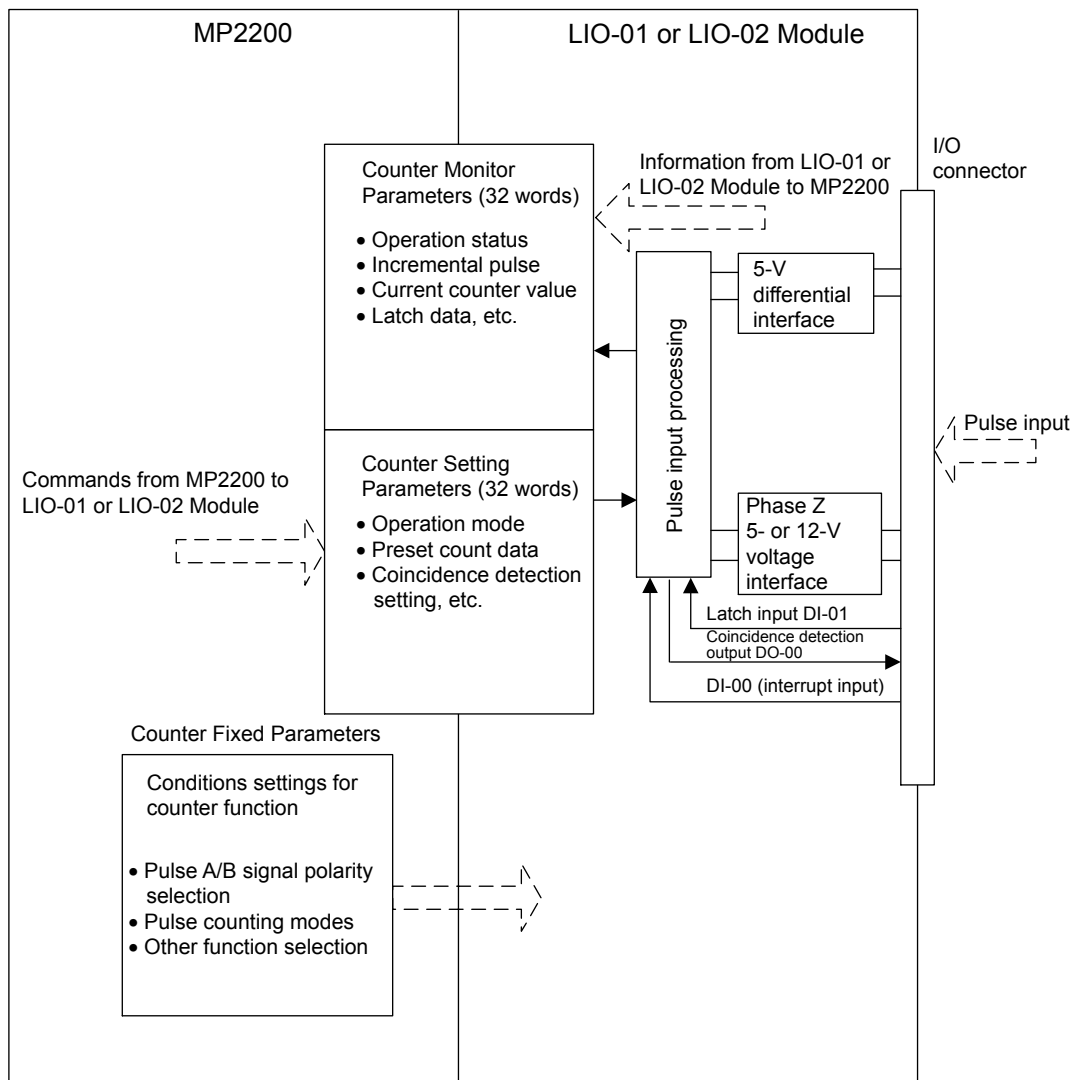 MP2200
LIO-01 or LIO-02 Module
Counter Monitor
Parameters (32 words)
• Operation status
• Incremental pulse
• Current counter value
• Latch data, etc.
Information from LIO-01 or
LIO-02 Module to MP2200
I/O
connector
5-V
differential
interface
Pulse input processing
Pulse input
Commands from MP2200 to
LIO-01 or LIO-02 Module
Counter Setting
Parameters (32 words)
• Operation mode
• Preset count data
• Coincidence detection
setting, etc.
Phase Z
5- or 12-V
voltage
interface
Latch input DI-01
Coincidence detection
output DO-00
DI-00 (interrupt input)
Counter Fixed Parameters
Conditions settings for
counter function
• Pulse A/B signal polarity
selection
• Pulse counting modes
• Other function selection